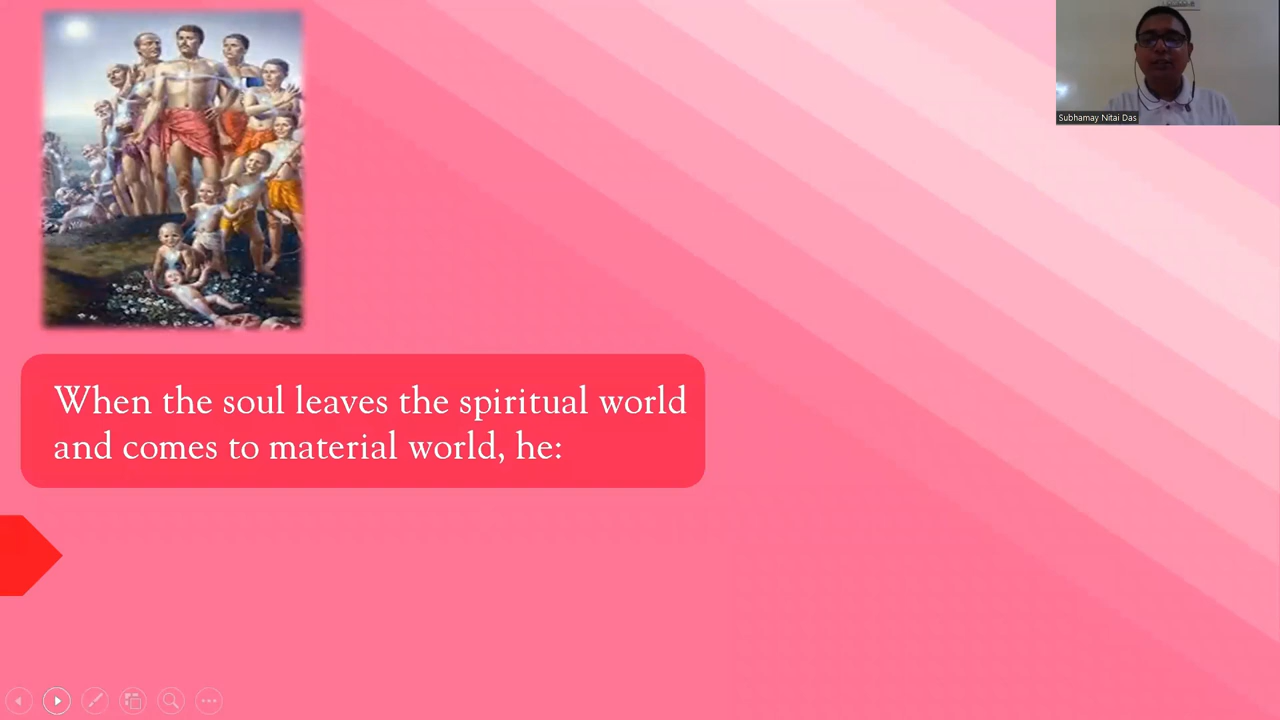 Subhamay Nitai Das
When the soul leaves the spiritual world
and comes to material world, he: